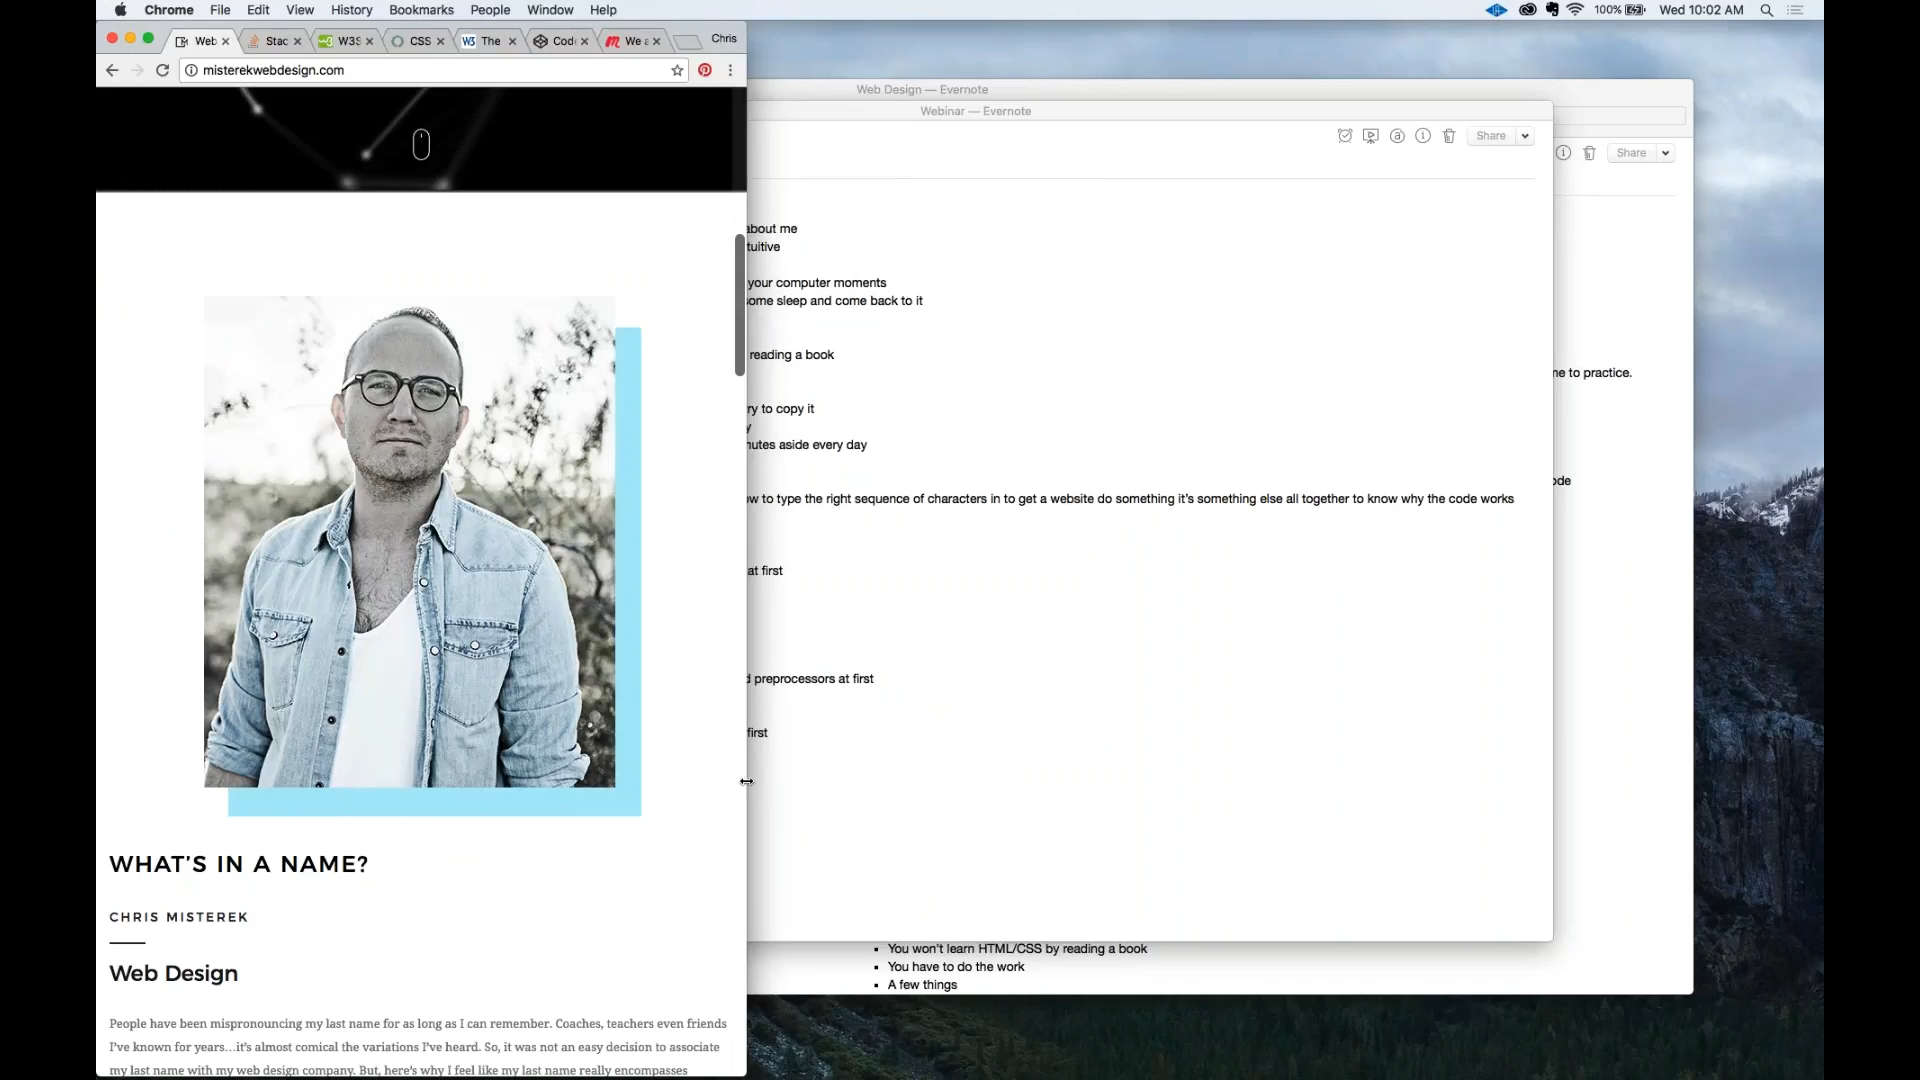 Chrome File Edit View History Bookmarks People Window Help
100% Wed 10:02 AM
Web Stac W3S CSS The Cod We a Chris
misterekwebdesign.com
Web Design — Evernote
Webinar — Evernote
Share
Share
about me
tuitive
your computer moments
ome sleep and come back to it
reading a book
ne to practice.
ry to copy it
y
nutes aside every day
ode
ow to type the right sequence of characters in to get a website do something it's something else all together to know why the code works
at first
d preprocessors at first
first
WHAT'S IN A NAME?
CHRIS MISTEREK
Web Design
People have been mispronouncing my last name for as long as I can remember. Coaches, teachers even friends
I've known for years...it's almost comical the variations I've heard. So, it was not an easy decision to associate
my last name with my web design company. But, here's why I feel like my last name really encompasses
• You won't learn HTML/CSS by reading a book
• You have to do the work
• A few things